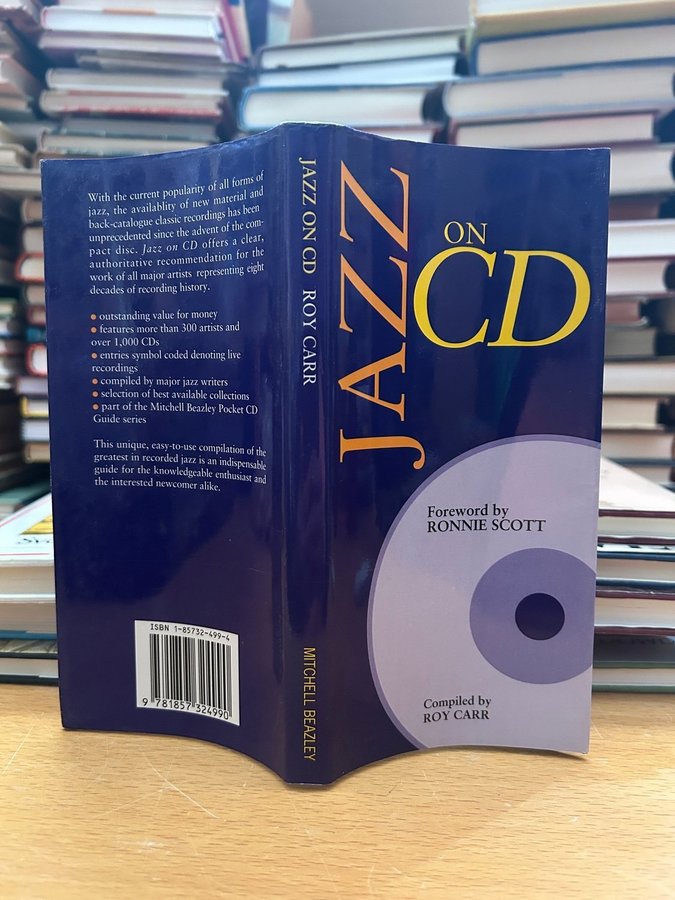 With the current popularity of all forms of
jazz, the availablity of new material and
back-catalogue classic recordings has been
unprecedented since the advent of the com-
pact disc. Jazz on CD offers a clear,
authoritative recommendation for the
work of all major artists representing eight
decades of recording history.
• outstanding value for money
• features more than 300 artists and
over 1,000 CDs
• entries symbol coded denoting live
recordings
• compiled by major jazz writers
• selection of best available collections
• part of the Mitchell Beazley Pocket CD
Guide series
This unique, easy-to-use compilation of the
greatest in recorded jazz is an indispensable
guide for the knowledgeable enthusiast and
the interested newcomer alike.
ISBN 1-85732-499-4
9 781857 324990
JAZZ ON CD ROY CARR
MITCHELL BEAZLEY
JAZZ
ON
CD
Foreword by
RONNIE SCOTT
Compiled by
ROY CARR